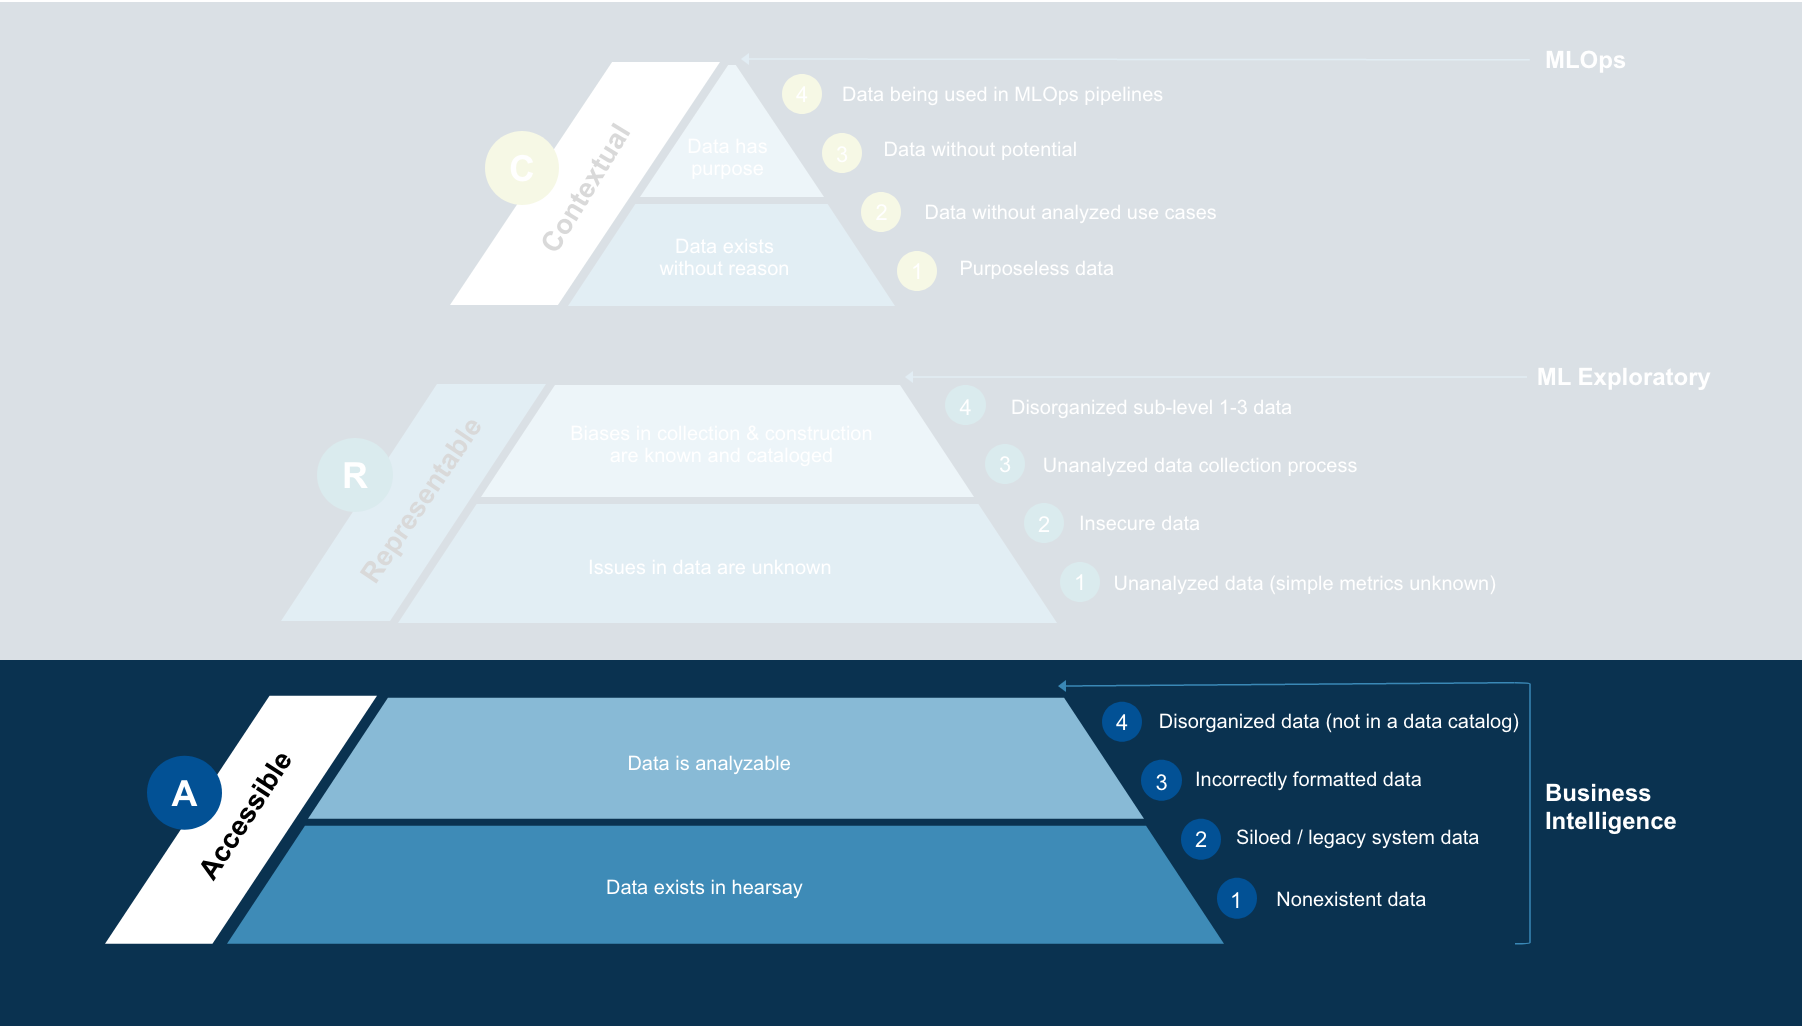 MLOps
4
Data being used in MLOps pipelines
Data has
purpose
3
Data without potential
C
Contextual
2
Data without analyzed use cases
Data exists
without reason
1
Purposeless data
ML Exploratory
4
Disorganized sub-level 1-3 data
Biases in collection & construction
are known and cataloged
3
Unanalyzed data collection process
R
Representable
2
Insecure data
Issues in data are unknown
1
Unanalyzed data (simple metrics unknown)
4
Disorganized data (not in a data catalog)
Data is analyzable
3
Incorrectly formatted data
A
Accessible
Business
Intelligence
2
Siloed / legacy system data
Data exists in hearsay
1
Nonexistent data